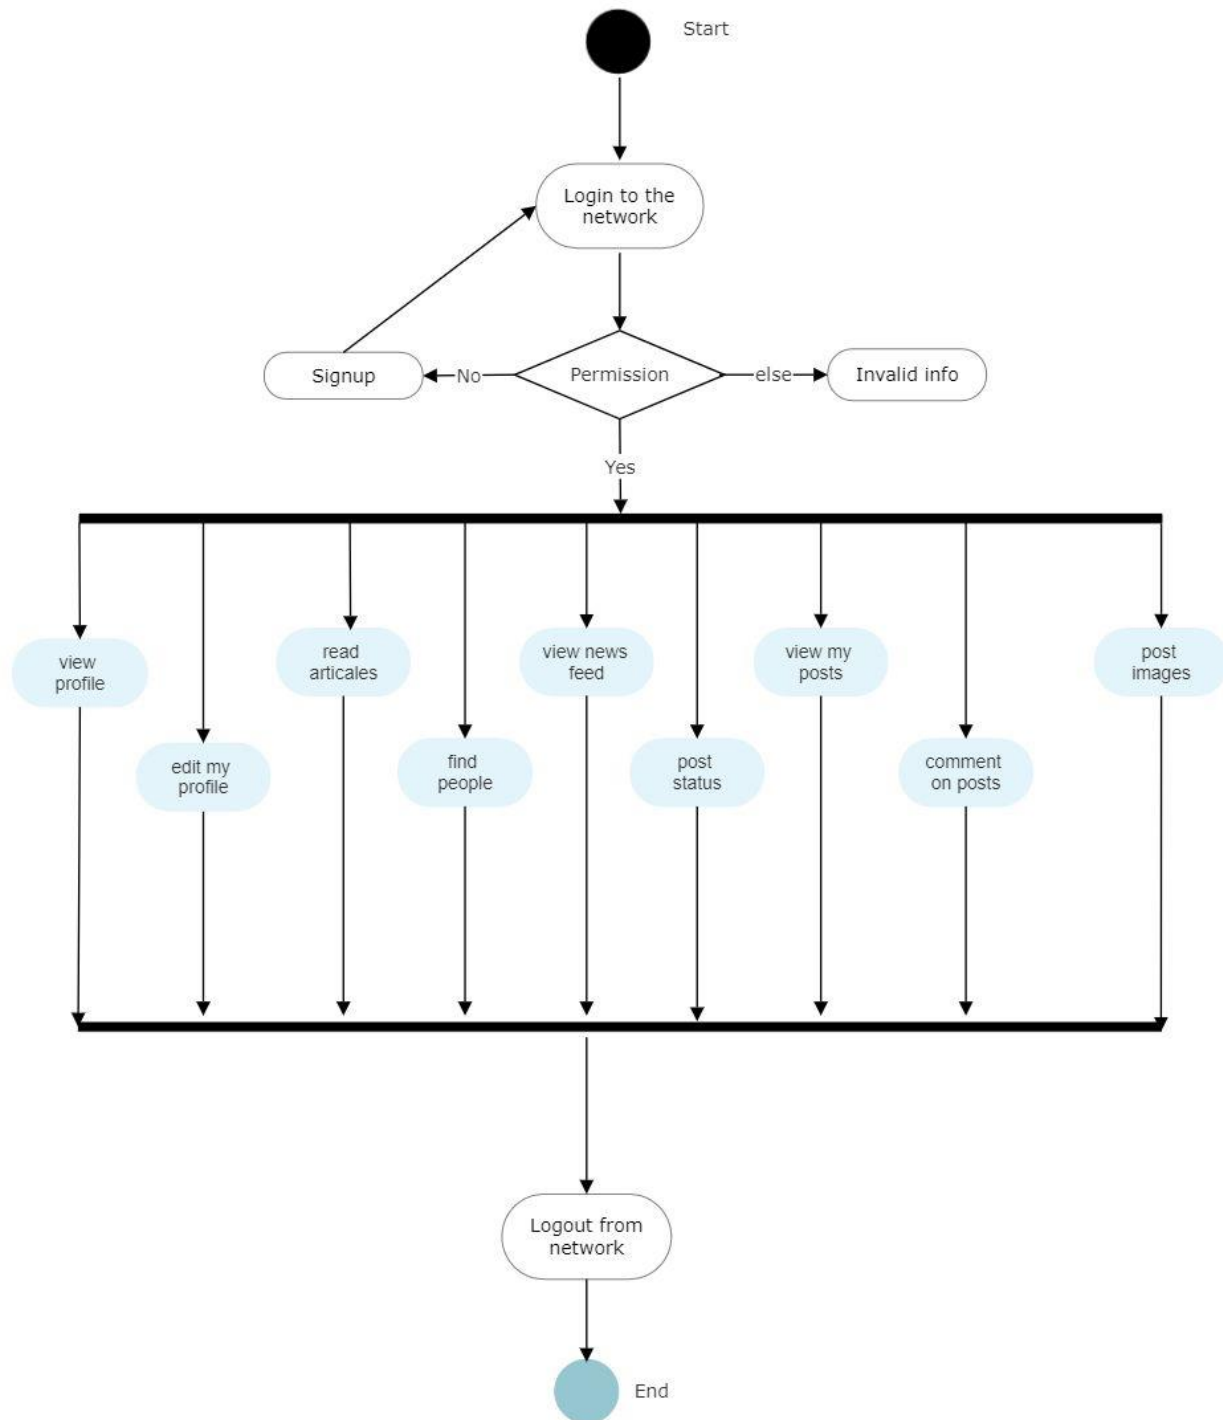 Start
Login to the
network
Signup
No
Permission
else
Invalid info
Yes
view
profile
edit my
profile
read
articales
find
people
view news
feed
post
status
view my
posts
comment
on posts
post
images
Logout from
network
End